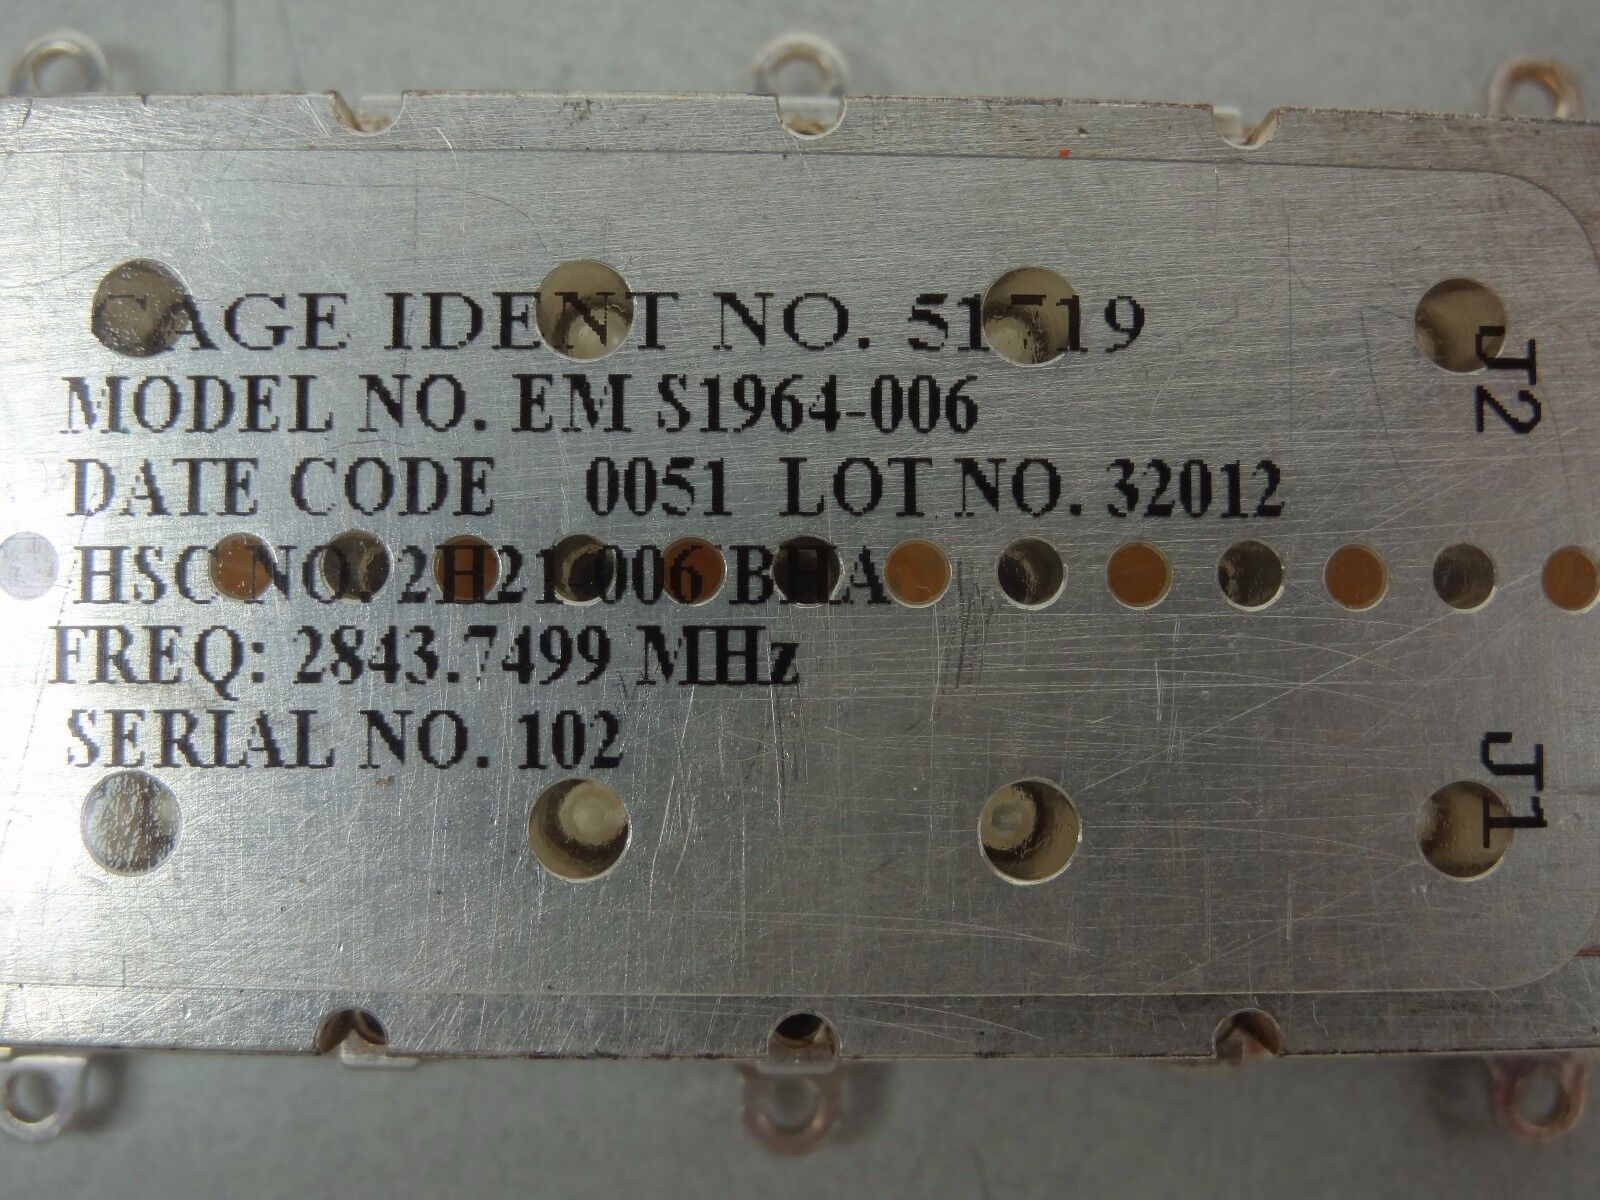 CAGE IDENT NO. 51719
MODEL NO. EM S1964-006
DATE CODE 0051 LOT NO. 32012
HSC NO. 2H21-006 BHA
FREQ: 2843.7499 MHz
SERIAL NO. 102
J2
J1